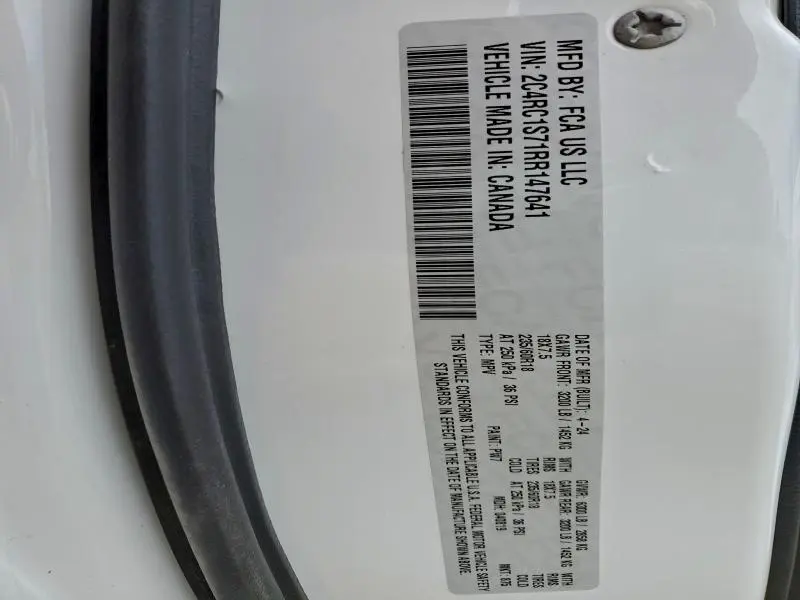 MFD BY: FCA US LLC
VIN: 2C4RC1S71RR147641
VEHICLE MADE IN: CANADA
DATE OF MFR (BUILT): 4-24 GVWR: 6300 LB / 2858 KG
GAWR FRONT: 3200 LB / 1452 KG WITH GAWR REAR: 3200 LB / 1452 KG WITH
18X7.5 RIMS 18X7.5 RIMS
235/60R18 TIRES 235/60R18 TIRES
AT 250 kPa / 36 PSI COLD AT 250 kPa / 36 PSI COLD
TYPE: MPV PAINT: PW7 MDH: 040819
THIS VEHICLE CONFORMS TO ALL APPLICABLE U.S.A. FEDERAL MOTOR VEHICLE SAFETY
STANDARDS IN EFFECT ON THE DATE OF MANUFACTURE SHOWN ABOVE.